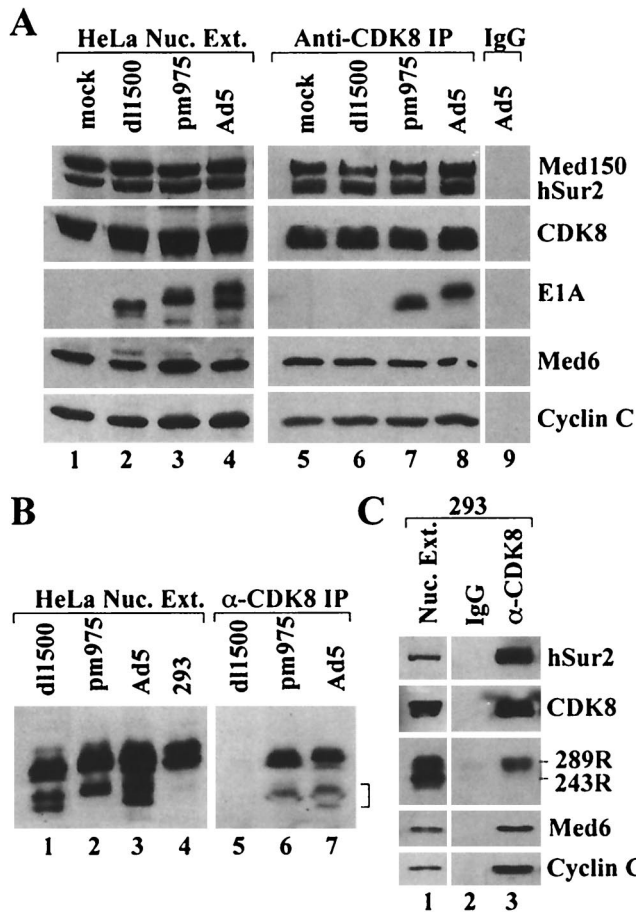 A
HeLa Nuc. Ext. Anti-CDK8 IP IgG
mock dl1500 pm975 Ad5 mock dl1500 pm975 Ad5 Ad5
Med150
hSur2
CDK8
E1A
Med6
Cyclin C
1 2 3 4 5 6 7 8 9
B
HeLa Nuc. Ext. α-CDK8 IP
dl1500 pm975 Ad5 293 dl1500 pm975 Ad5
1 2 3 4 5 6 7
C
293
Nuc. Ext. IgG α-CDK8
hSur2
CDK8
289R
243R
Med6
Cyclin C
1 2 3